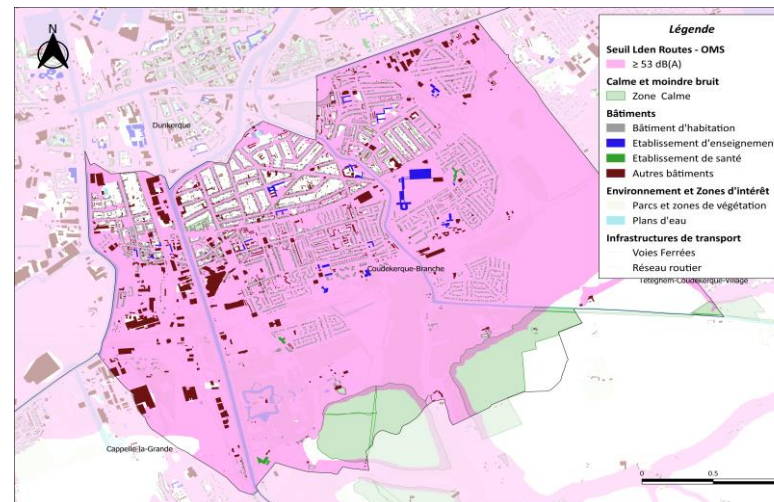 N
Dunkerque
Coudekerque-Branche
Cappelle-la-Grande
Téteghem-Coudekerque-Village
Légende
Seuil Lden Routes - OMS
≥ 53 dB(A)
Calme et moindre bruit
Zone Calme
Bâtiments
Bâtiment d'habitation
Etablissement d'enseignement
Etablissement de santé
Autres bâtiments
Environnement et Zones d'intérêt
Parcs et zones de végétation
Plans d'eau
Infrastructures de transport
Voies Ferrées
Réseau routier
0 0.5